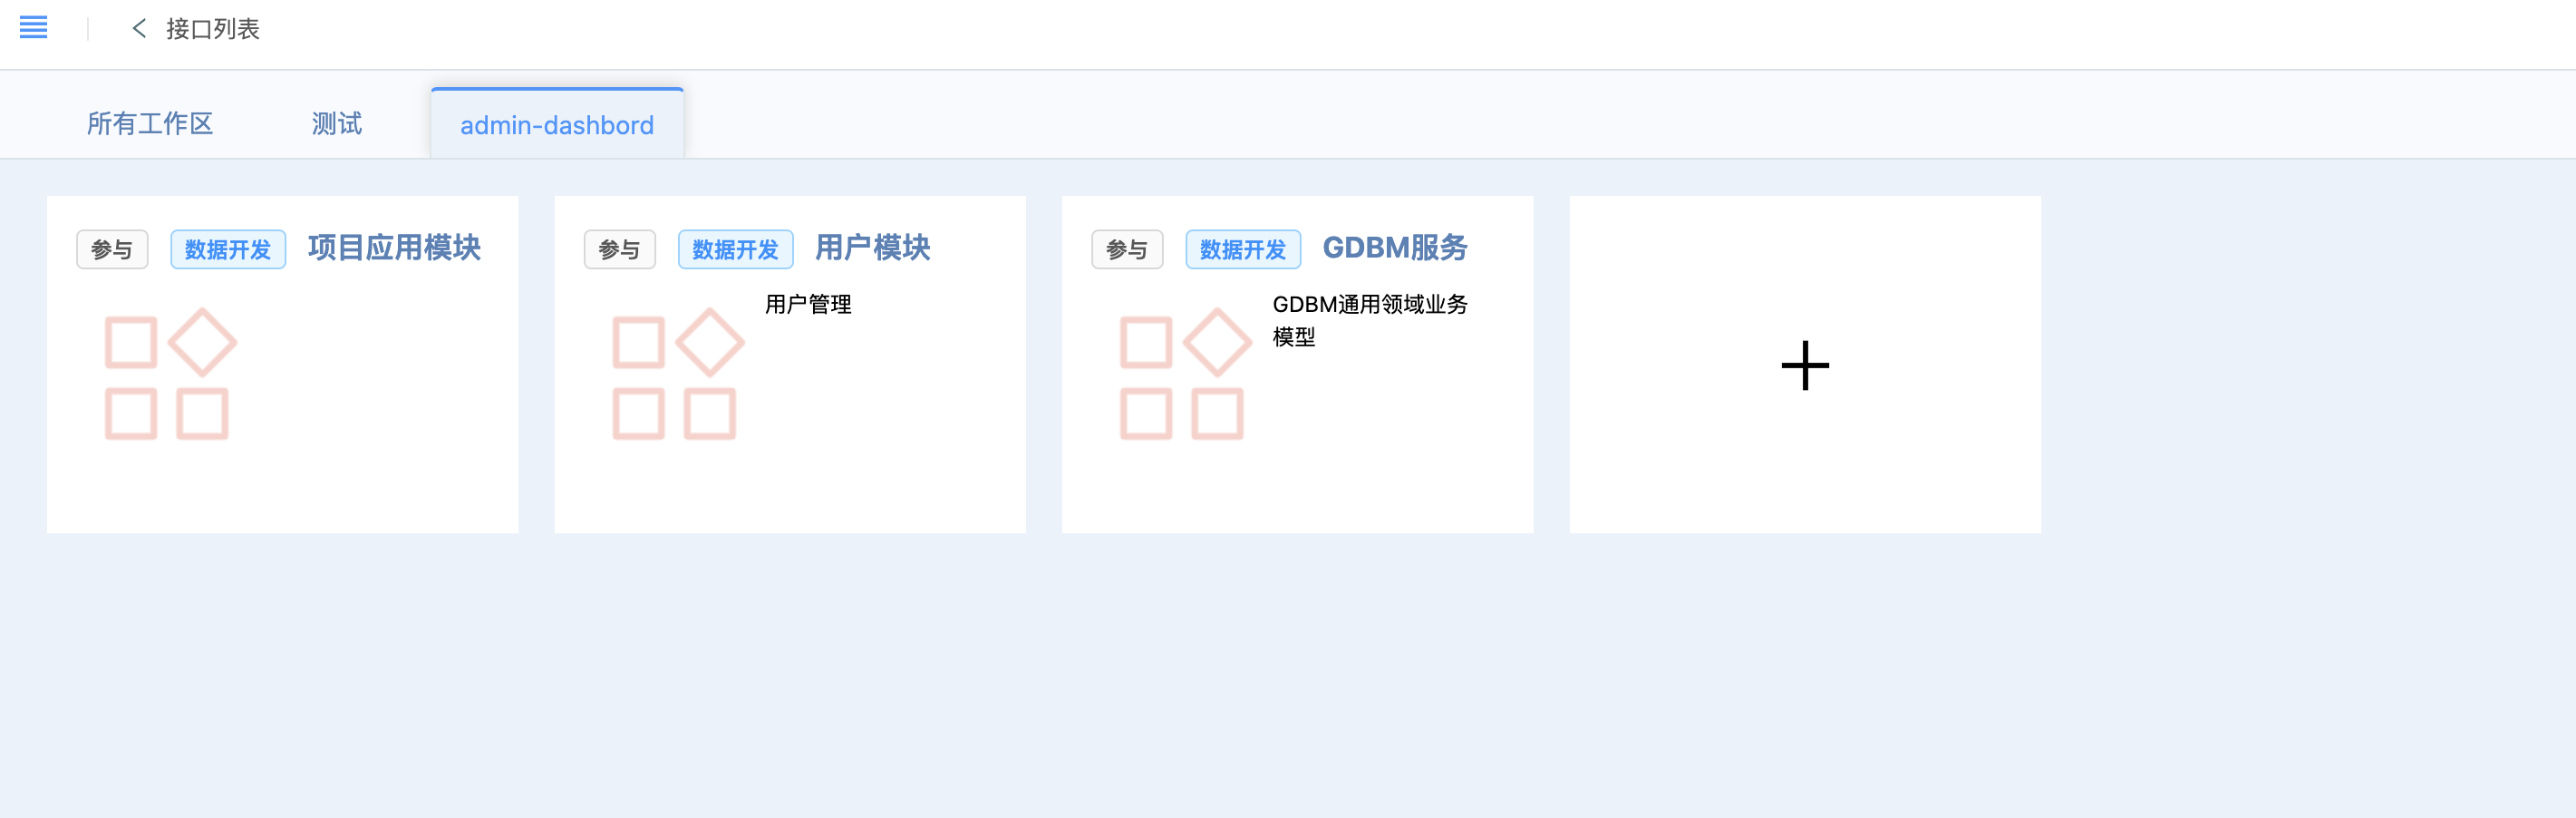 接口列表
所有工作区
测试
admin-dashbord
参与
数据开发
项目应用模块
参与
数据开发
用户模块
用户管理
参与
数据开发
GDBM服务
GDBM通用领域业务
模型